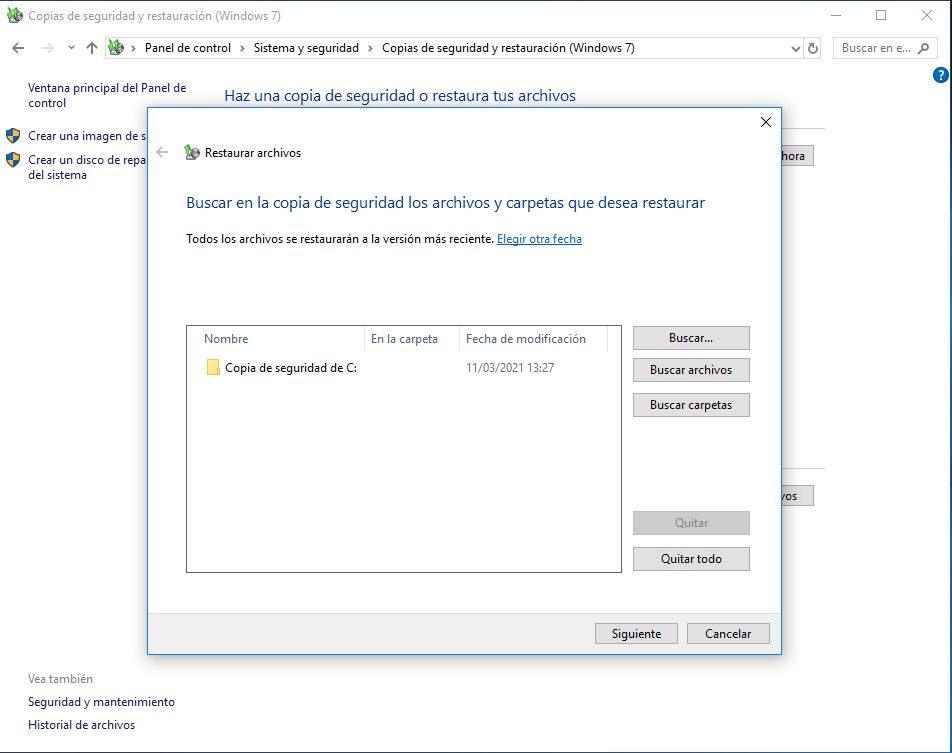 Copias de seguridad y restauración (Windows 7)
Panel de control > Sistema y seguridad > Copias de seguridad y restauración (Windows 7)
Buscar en e...
Ventana principal del Panel de
control
Haz una copia de seguridad o restaura tus archivos
Crear una imagen de s
Crear un disco de repa
del sistema
hora
Restaurar archivos
Buscar en la copia de seguridad los archivos y carpetas que desea restaurar
Todos los archivos se restaurarán a la versión más reciente. Elegir otra fecha
Nombre En la carpeta Fecha de modificación
Copia de seguridad de C: 11/03/2021 13:27
Buscar...
Buscar archivos
Buscar carpetas
vos
Quitar
Quitar todo
Siguiente Cancelar
Vea también
Seguridad y mantenimiento
Historial de archivos